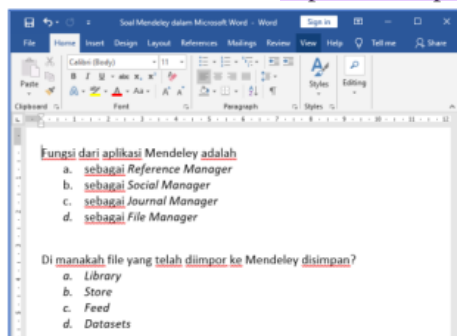 Soal Mendeley dalam Microsoft Word - Word Sign in
File Home Insert Design Layout References Mailings Review View Help Tell me Share
Calibri (Body) 11
Paste Styles Editing
Clipboard Font Paragraph Styles
Fungsi dari aplikasi Mendeley adalah
a. sebagai Reference Manager
b. sebagai Social Manager
c. sebagai Journal Manager
d. sebagai File Manager
Di manakah file yang telah diimpor ke Mendeley disimpan?
a. Library
b. Store
c. Feed
d. Datasets